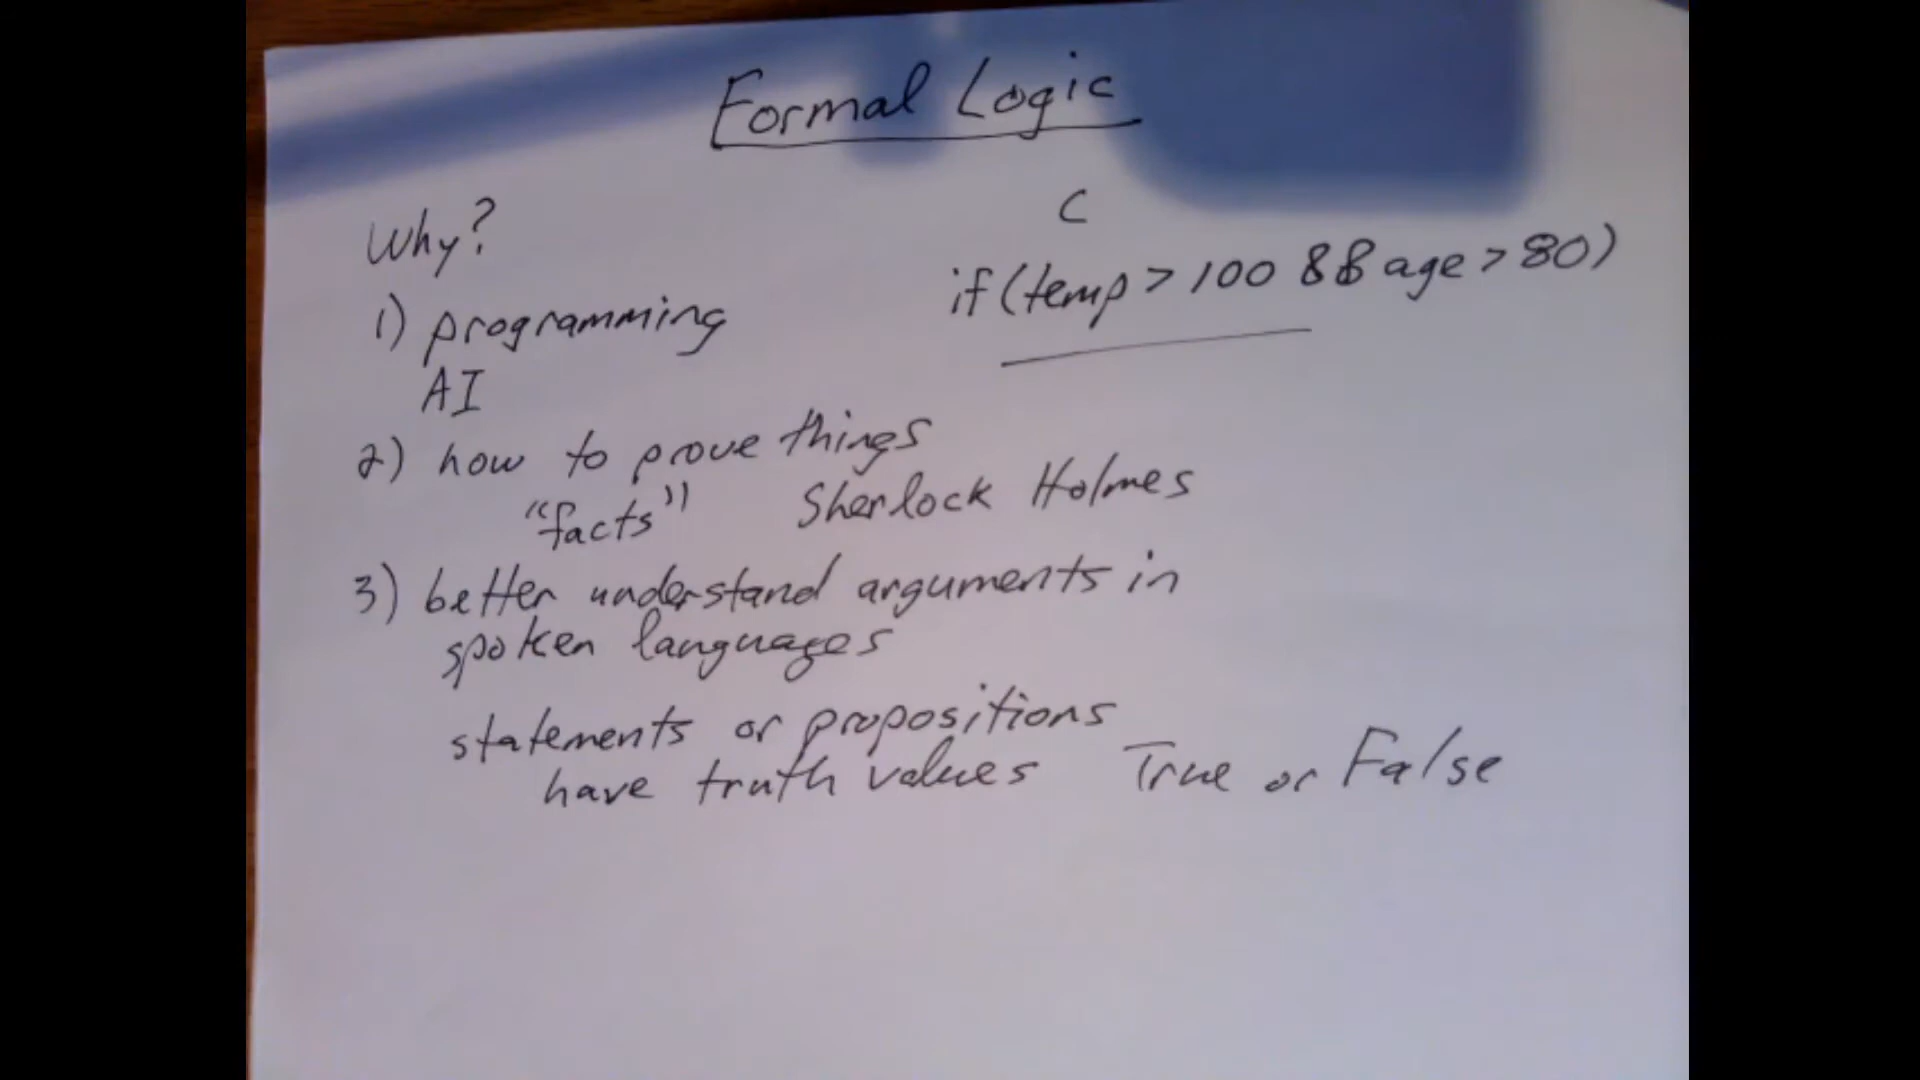 Formal Logic
Why?
C
if (temp > 100 && age > 80)
1) programming
AI
2) how to prove things
"facts" Sherlock Holmes
3) better understand arguments in
spoken languages
statements or propositions
have truth values True or False